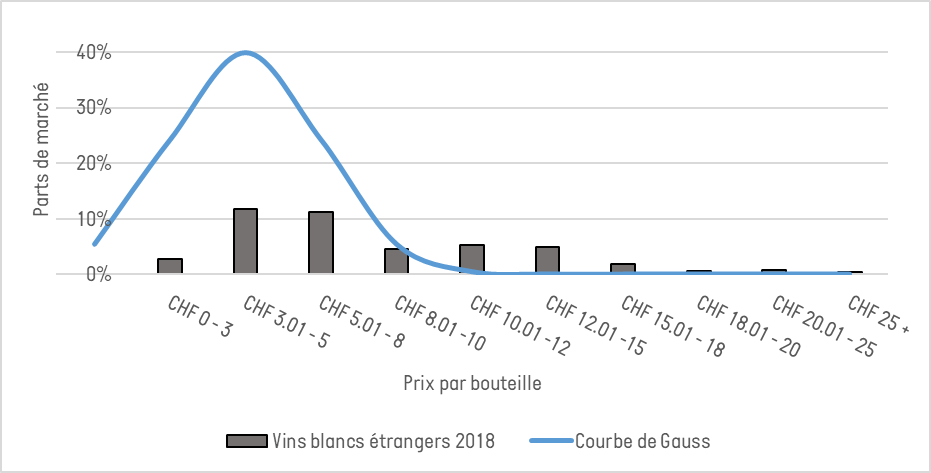 40%
30%
20%
10%
0%
Parts de marché
CHF 0 - 3
CHF 3.01 - 5
CHF 5.01 - 8
CHF 8.01 - 10
CHF 10.01 - 12
CHF 12.01 - 15
CHF 15.01 - 18
CHF 18.01 - 20
CHF 20.01 - 25
CHF 25 +
Prix par bouteille
Vins blancs étrangers 2018
Courbe de Gauss